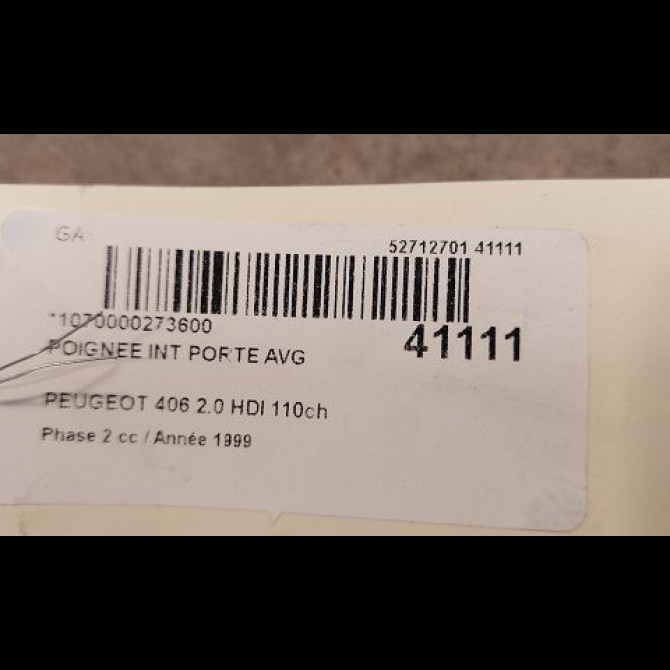 GA
52712701 41111
*1070000273600
41111
POIGNEE INT PORTE AVG
PEUGEOT 406 2.0 HDI 110ch
Phase 2 cc / Année 1999